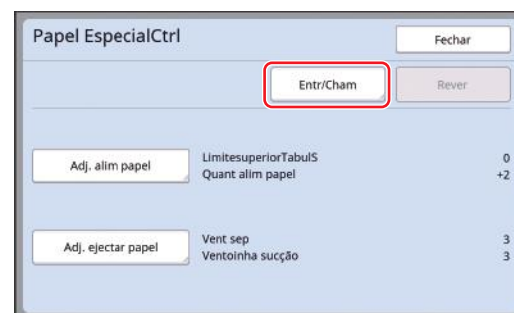 Papel EspecialCtrl
Fechar
Entr/Cham
Rever
Adj. alim papel
LimitesuperiorTabulS 0
Quant alim papel +2
Adj. ejectar papel
Vent sep 3
Ventoinha sucção 3